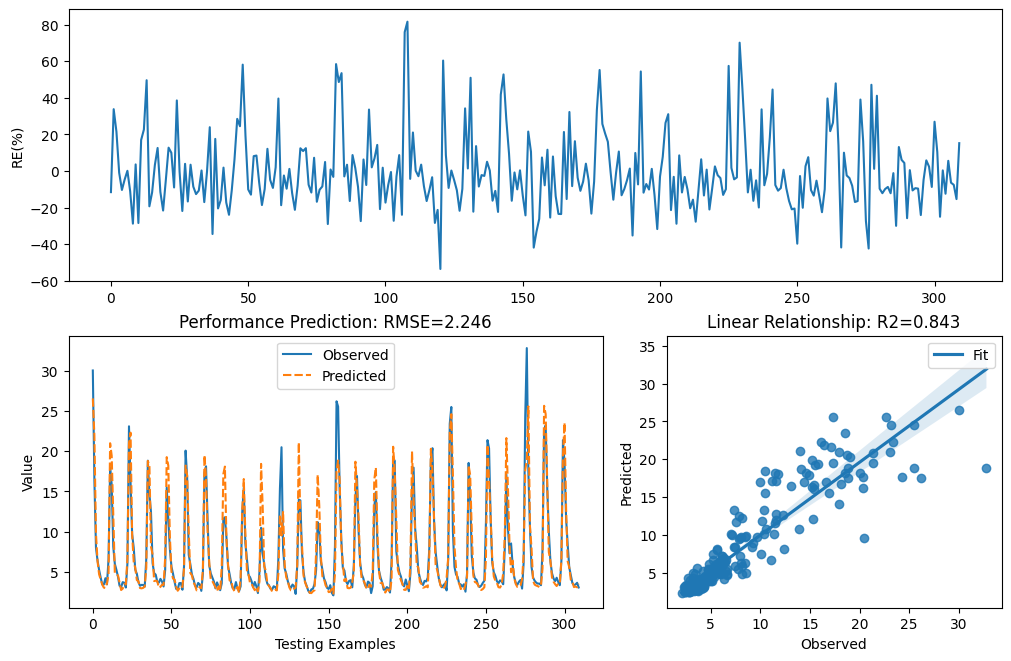 80
60
40
20
0
−20
−40
−60
RE(%)
0 50 100 150 200 250 300
Performance Prediction: RMSE=2.246
Observed
Predicted
30
25
20
15
10
5
Value
0 50 100 150 200 250 300
Testing Examples
Linear Relationship: R2=0.843
Fit
35
30
25
20
15
10
5
Predicted
5 10 15 20 25 30
Observed